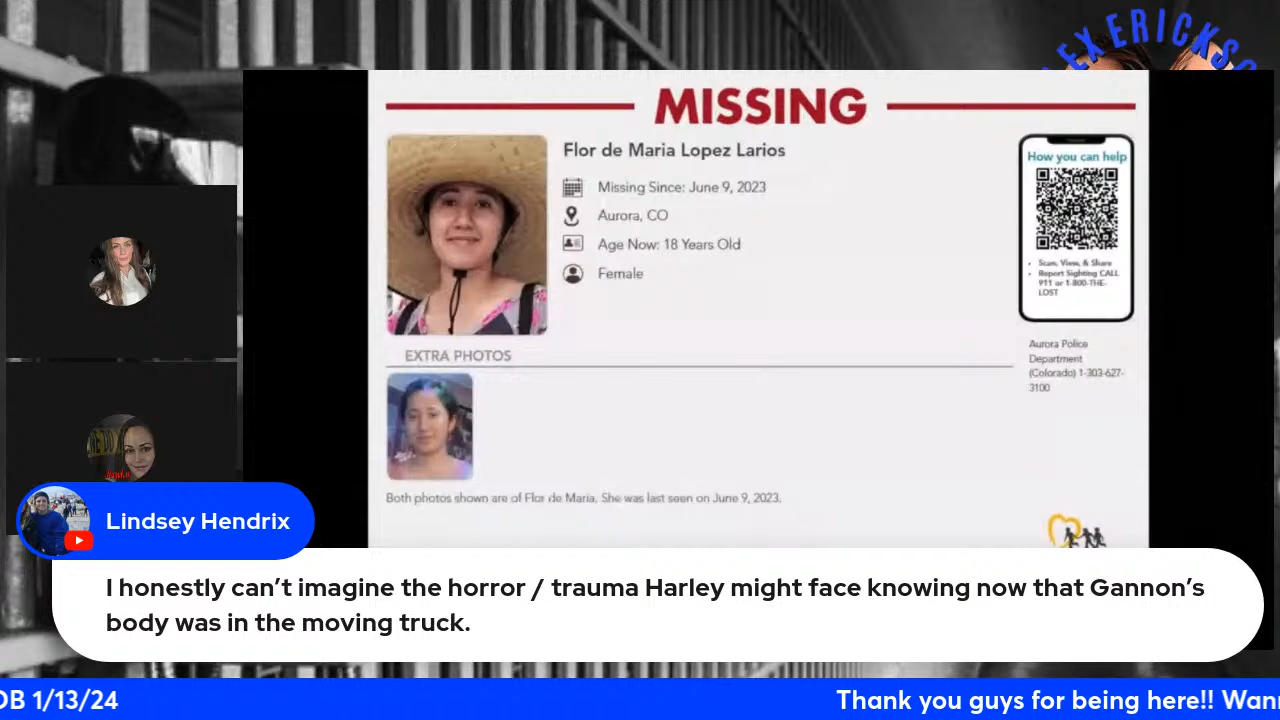 EX ERICKSO
MISSING
Flor de Maria Lopez Larios
Missing Since: June 9, 2023
Aurora, CO
Age Now: 18 Years Old
Female
How you can help
• Scan, View, & Share
• Report Sighting CALL
911 or 1-800-THE-
LOST
Aurora Police
Department
(Colorado) 1-303-627-
3100
EXTRA PHOTOS
Both photos shown are of Flor de Maria. She was last seen on June 9, 2023.
Lindsey Hendrix
I honestly can’t imagine the horror / trauma Harley might face knowing now that Gannon’s
body was in the moving truck.
OB 1/13/24
Thank you guys for being here!! Wann